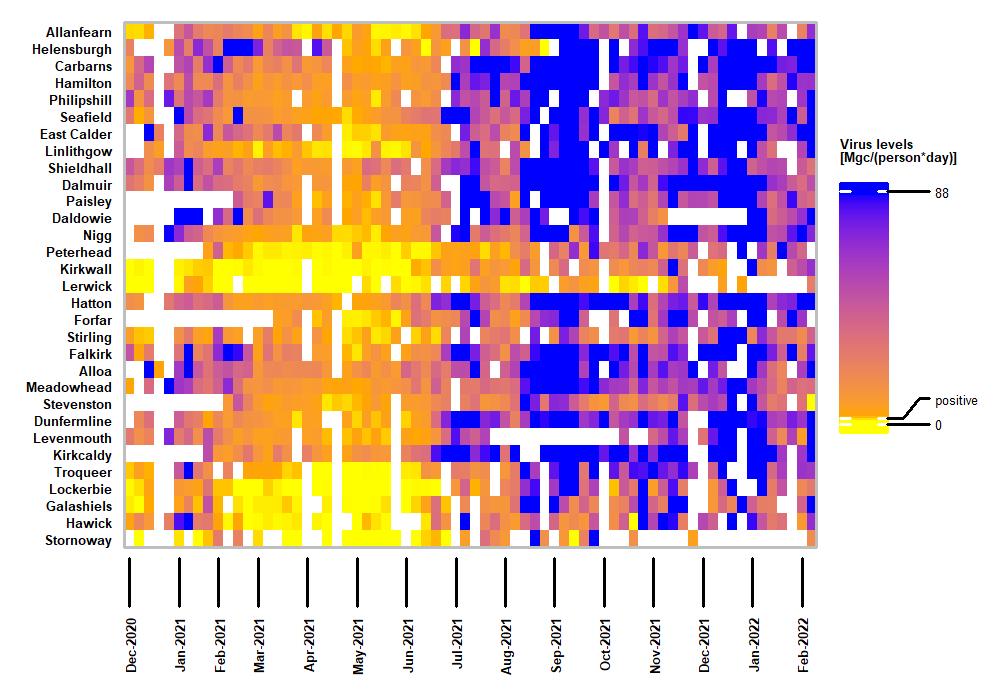 Allanfearn
Helensburgh
Carbarns
Hamilton
Philipshill
Seafield
East Calder
Linlithgow
Shieldhall
Dalmuir
Paisley
Daldowie
Nigg
Peterhead
Kirkwall
Lerwick
Hatton
Forfar
Stirling
Falkirk
Alloa
Meadowhead
Stevenston
Dunfermline
Levenmouth
Kirkcaldy
Troqueer
Lockerbie
Galashiels
Hawick
Stornoway
Dec-2020
Jan-2021
Feb-2021
Mar-2021
Apr-2021
May-2021
Jun-2021
Jul-2021
Aug-2021
Sep-2021
Oct-2021
Nov-2021
Dec-2021
Jan-2022
Feb-2022
Virus levels
[Mgc/(person*day)]
88
positive
0